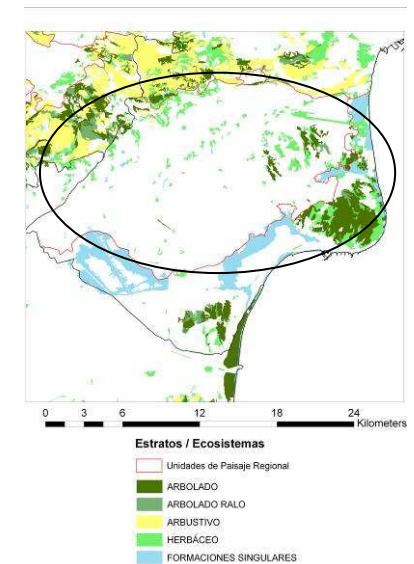 0 3 6 12 18 24
Kilometers
Estratos / Ecosistemas
Unidades de Paisaje Regional
ARBOLADO
ARBOLADO RALO
ARBUSTIVO
HERBÁCEO
FORMACIONES SINGULARES